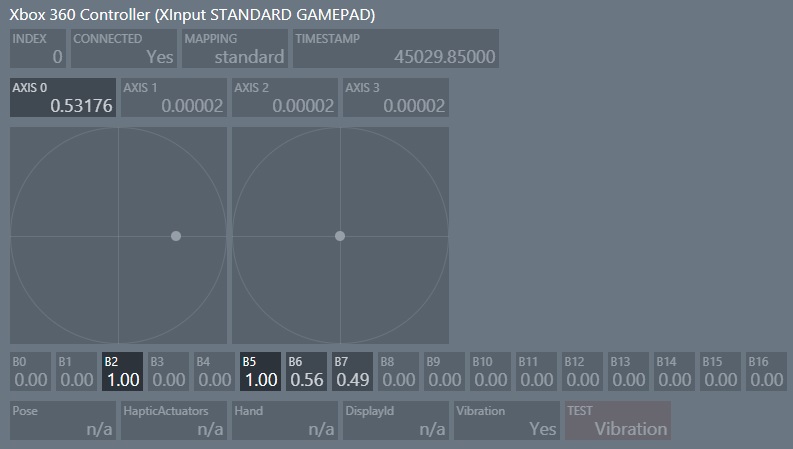 Xbox 360 Controller (XInput STANDARD GAMEPAD)
INDEX CONNECTED MAPPING TIMESTAMP
0 Yes standard 45029.85000
AXIS 0 AXIS 1 AXIS 2 AXIS 3
0.53176 0.00002 0.00002 0.00002
B0 B1 B2 B3 B4 B5 B6 B7 B8 B9 B10 B11 B12 B13 B14 B15 B16
0.00 0.00 1.00 0.00 0.00 1.00 0.56 0.49 0.00 0.00 0.00 0.00 0.00 0.00 0.00 0.00 0.00
Pose HapticActuators Hand DisplayId Vibration TEST
n/a n/a n/a n/a Yes Vibration